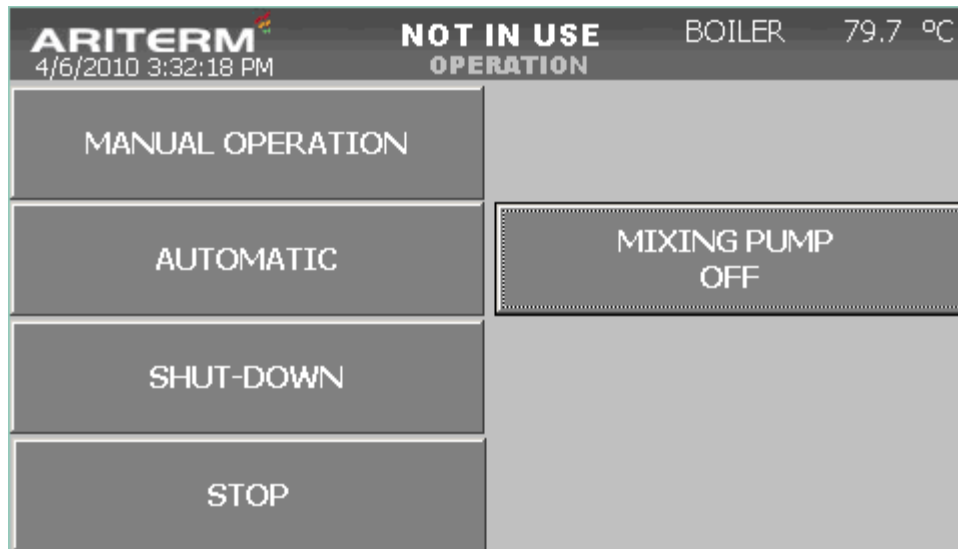 ARITERM NOT IN USE BOILER 79.7 ºC
4/6/2010 3:32:18 PM OPERATION
MANUAL OPERATION
AUTOMATIC
MIXING PUMP
OFF
SHUT-DOWN
STOP